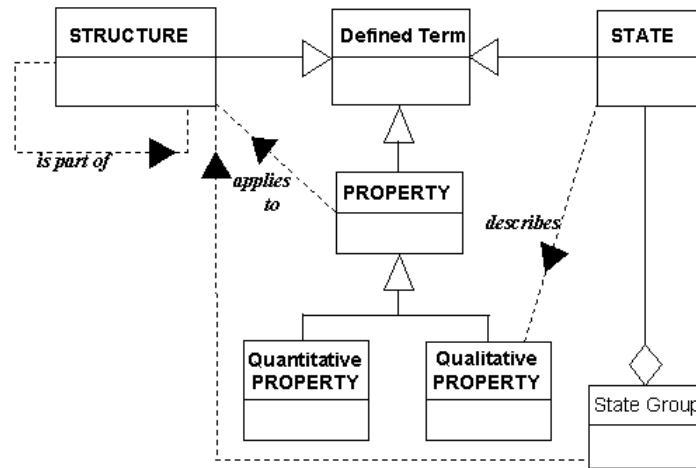 STRUCTURE
Defined Term
STATE
is part of
applies
to
PROPERTY
describes
Quantitative
PROPERTY
Qualitative
PROPERTY
State Group